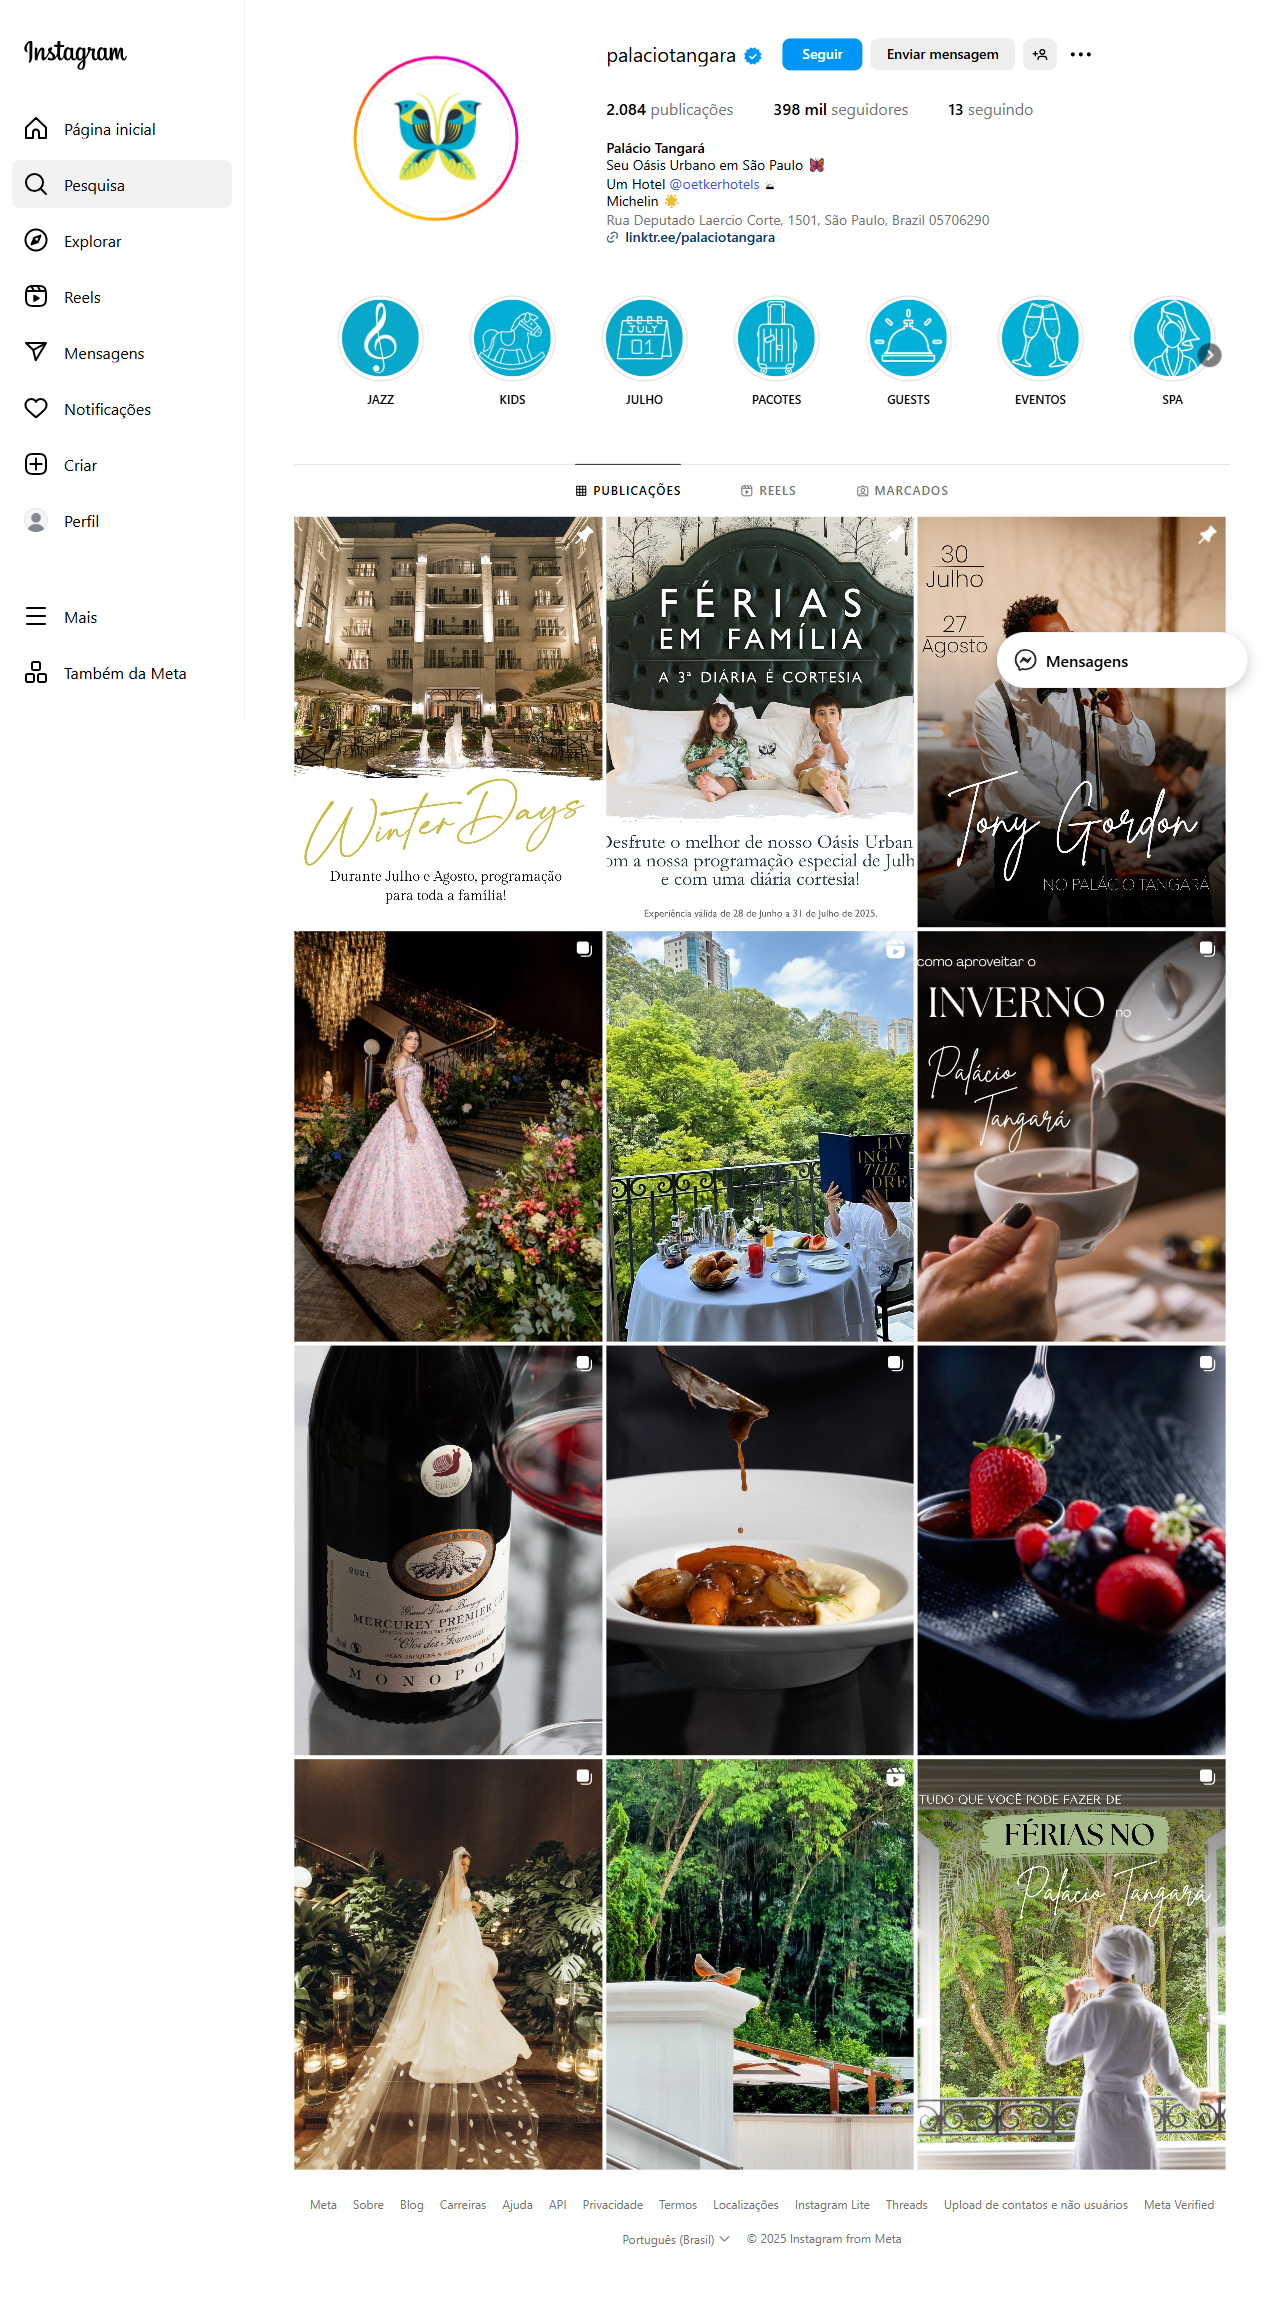 Instagram
Página inicial
Pesquisa
Explorar
Reels
Mensagens
Notificações
Criar
Perfil
Mais
Também da Meta
palaciotangara
Seguir
Enviar mensagem
2.084 publicações
398 mil seguidores
13 seguindo
Palácio Tangará
Seu Oásis Urbano em São Paulo
Um Hotel @oetkerhotels
Michelin
Rua Deputado Laercio Corte, 1501, São Paulo, Brazil 05706290
linktr.ee/palaciotangara
JULY
01
JAZZ
KIDS
JULHO
PACOTES
GUESTS
EVENTOS
SPA
PUBLICAÇÕES
REELS
MARCADOS
Winter Days
Durante Julho e Agosto, programação
para toda a família!
FÉRIAS
EM FAMÍLIA
A 3ª DIÁRIA É CORTESIA
Desfrute o melhor de nosso Oásis Urban
om a nossa programação especial de Julh
e com uma diária cortesia!
Experiência válida de 28 de Junho a 31 de Julho de 2025.
30
Julho
27
Agosto
Tony Gordon
NO PALÁCIO TANGARÁ
Mensagens
LIV
ING
THE
DRE
M
como aproveitar o
INVERNO no
Palácio
Tangará
2021
Grand Vin de Bourgogne
MERCUREY PREMIER
Clos des Fourneaux
MONOPOL
TUDO QUE VOCÊ PODE FAZER DE
FÉRIAS NO
Palácio Tangará
Meta
Sobre
Blog
Carreiras
Ajuda
API
Privacidade
Termos
Localizações
Instagram Lite
Threads
Upload de contatos e não usuários
Meta Verified
Português (Brasil)
© 2025 Instagram from Meta